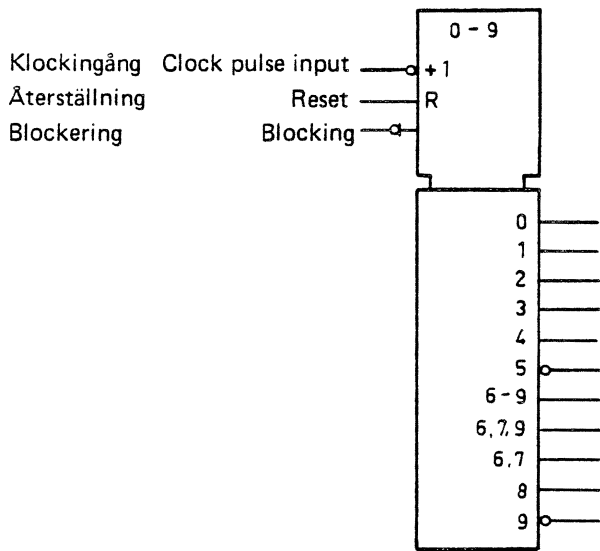 0 - 9
Klockingång Clock pulse input +1
Återställning Reset R
Blockering Blocking
0
1
2
3
4
5
6-9
6,7,9
6,7
8
9